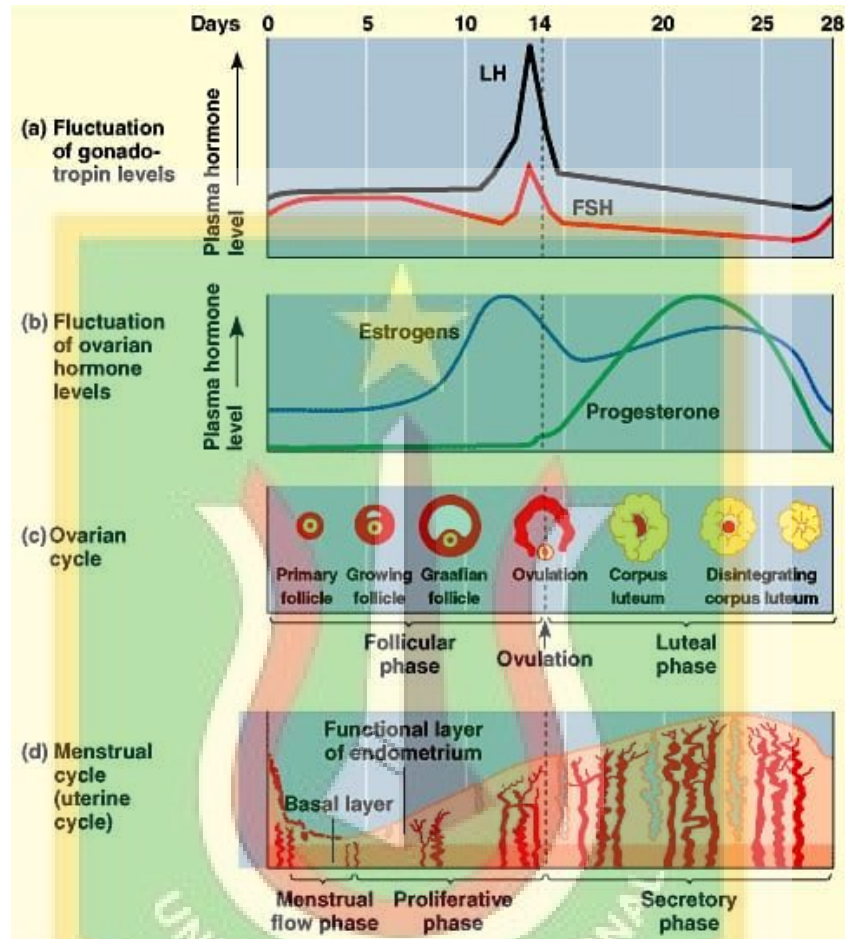 Days 0 5 10 14 20 25 28
(a) Fluctuation
of gonado-
tropin levels
Plasma hormone
level
LH
FSH
(b) Fluctuation
of ovarian
hormone
levels
Plasma hormone
level
Estrogens
Progesterone
(c) Ovarian
cycle
Primary
follicle
Growing
follicle
Graafian
follicle
Ovulation
Corpus
luteum
Disintegrating
corpus luteum
Follicular
phase
Ovulation
Luteal
phase
(d) Menstrual
cycle
(uterine
cycle)
Functional layer
of endometrium
Basal layer
Menstrual
flow phase
Proliferative
phase
Secretory
phase